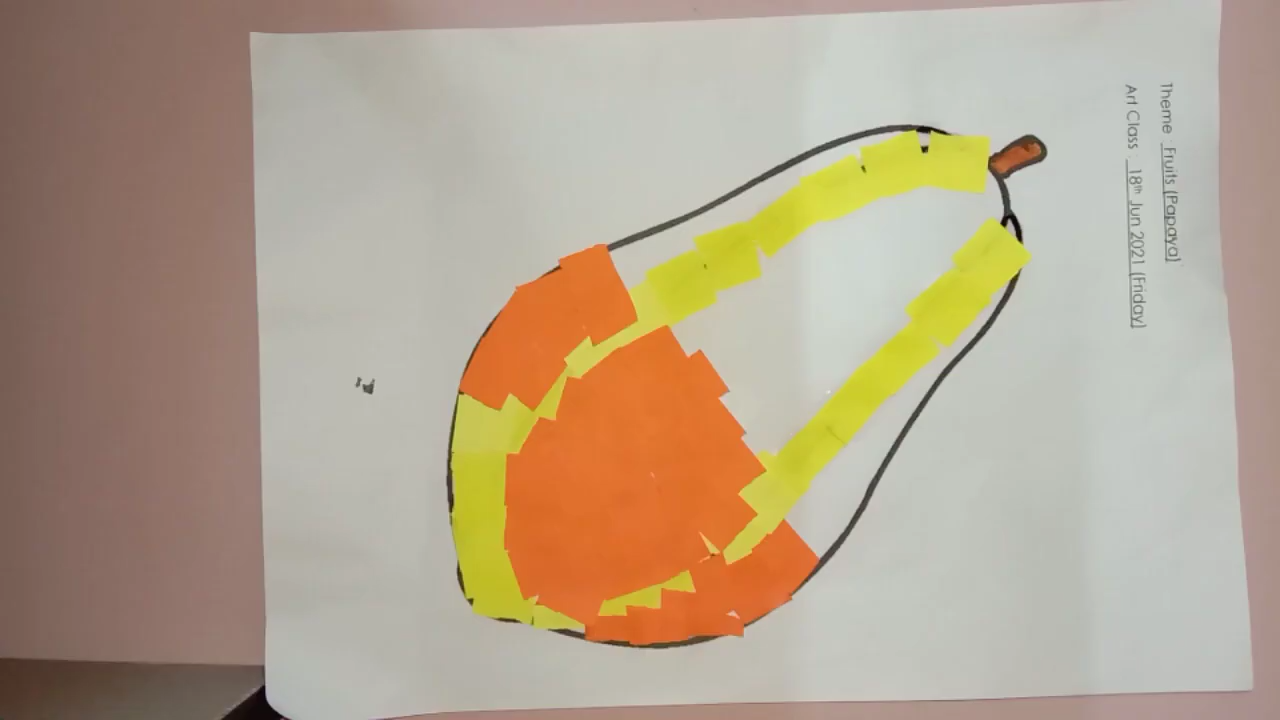 Theme : Fruits (Papaya)
Art Class : 18th Jun 2021 (Friday)